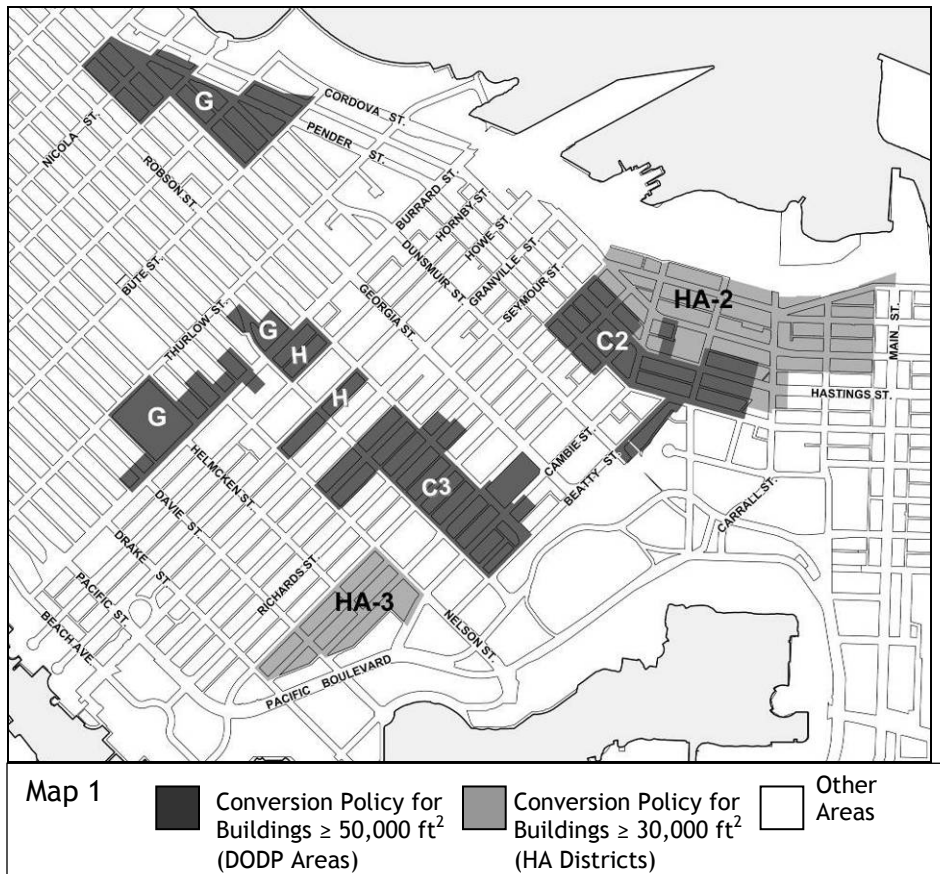 CORDOVA ST.
G
PENDER ST.
NICOLA ST.
ROBSON ST.
BURRARD ST.
HORNBY ST.
HOWE ST.
DUNSMUIR ST.
GRANVILLE ST.
SEYMOUR ST.
BUTE ST.
GEORGIA ST.
HA-2
MAIN ST.
THURLOW ST.
G
H
C2
H
HASTINGS ST.
G
CAMBIE ST.
BEATTY ST.
HELMCKEN ST.
C3
CARRALL ST.
DAVIE ST.
DRAKE ST.
RICHARDS ST.
HA-3
PACIFIC ST.
NELSON ST.
BEACH AVE.
PACIFIC BOULEVARD
Map 1
Conversion Policy for
Buildings ≥ 50,000 ft²
(DODP Areas)
Conversion Policy for
Buildings ≥ 30,000 ft²
(HA Districts)
Other
Areas